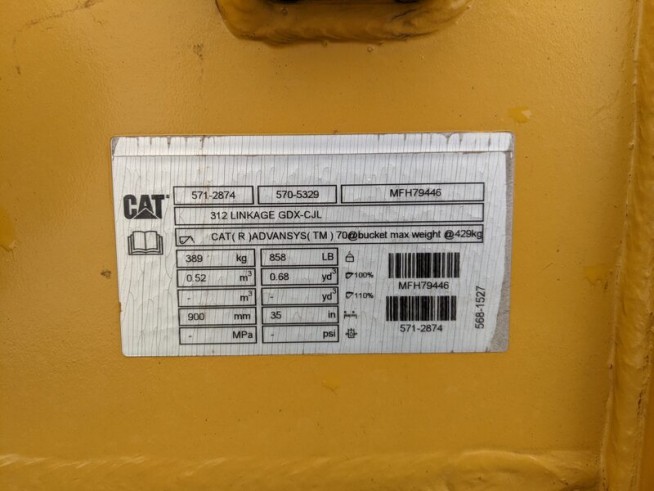 CAT®
571-2874 570-5329 MFH79446
312 LINKAGE GDX-CJL
CAT( R )ADVANSYS( TM ) 70@bucket max weight @429kg
389 kg 858 LB
0.52 m³ 0.68 yd³ 100%
- m³ - yd³ 110%
900 mm 35 in
- MPa - psi
MFH79446
571-2874
568-1527